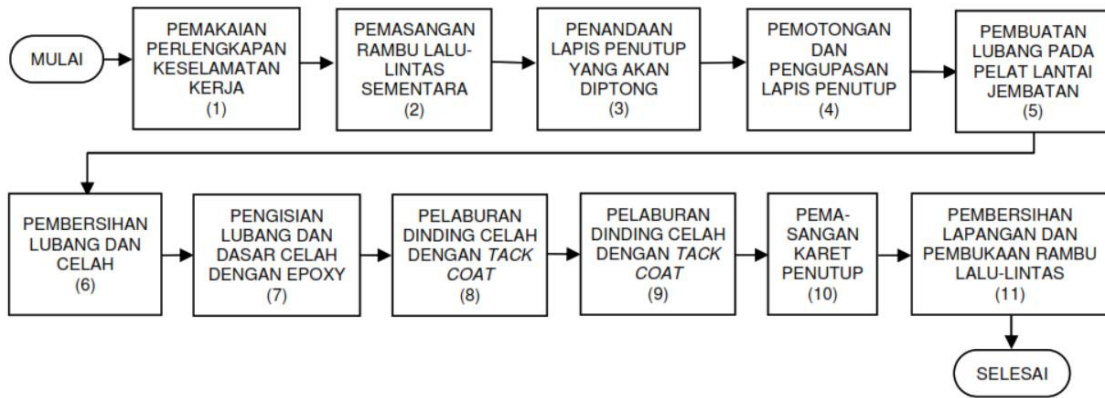 MULAI
PEMAKAIAN
PERLENGKAPAN
KESELAMATAN
KERJA
(1)
PEMASANGAN
RAMBU LALU-
LINTAS
SEMENTARA
(2)
PENANDAAN
LAPIS PENUTUP
YANG AKAN
DIPTONG
(3)
PEMOTONGAN
DAN
PENGUPASAN
LAPIS PENUTUP
(4)
PEMBUATAN
LUBANG PADA
PELAT LANTAI
JEMBATAN
(5)
PEMBERSIHAN
LUBANG DAN
CELAH
(6)
PENGISIAN
LUBANG DAN
DASAR CELAH
DENGAN EPOXY
(7)
PELABURAN
DINDING CELAH
DENGAN TACK
COAT
(8)
PELABURAN
DINDING CELAH
DENGAN TACK
COAT
(9)
PEMA-
SANGAN
KARET
PENUTUP
(10)
PEMBERSIHAN
LAPANGAN DAN
PEMBUKAAN RAMBU
LALU-LINTAS
(11)
SELESAI